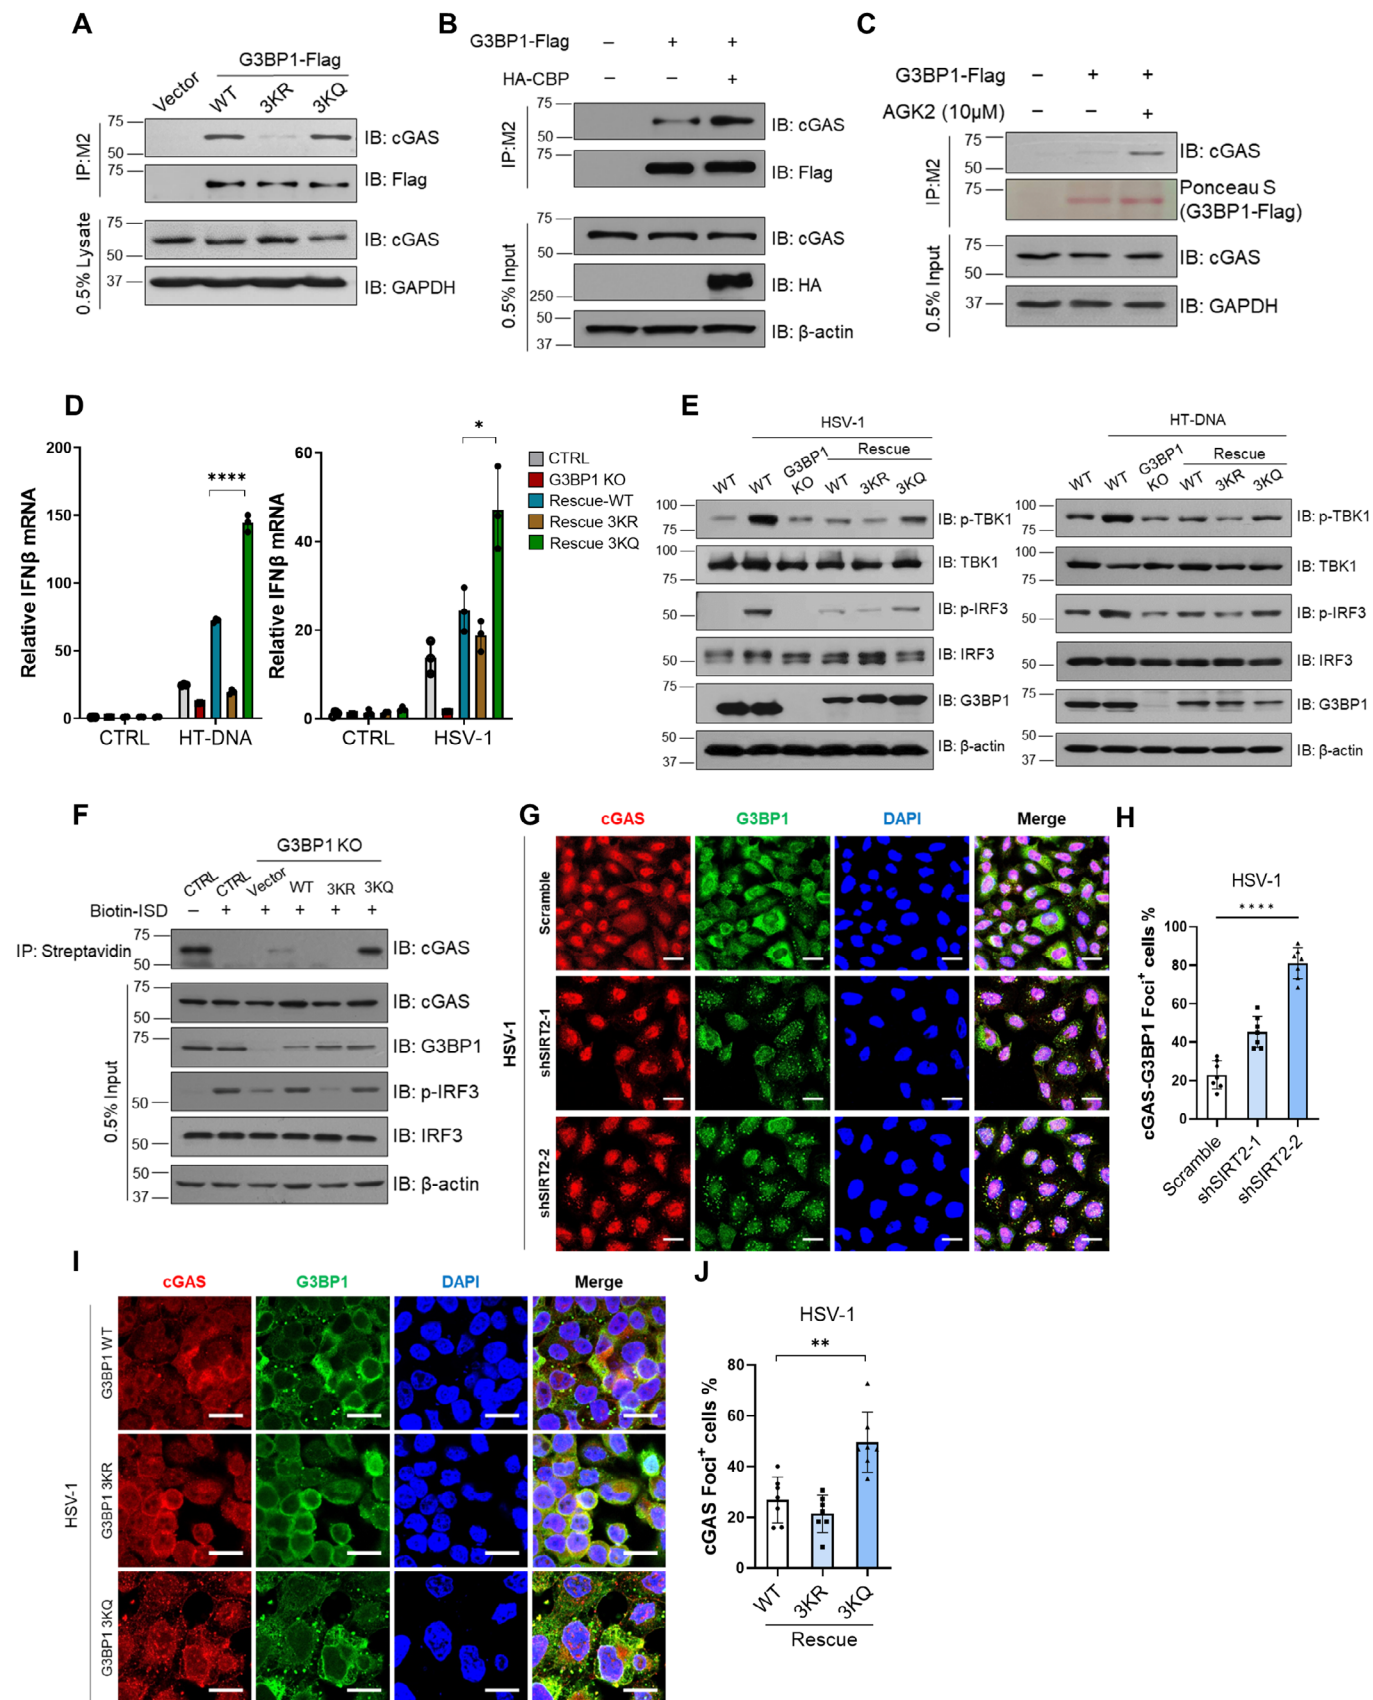 A
G3BP1-Flag
Vector
WT
3KR
3KQ
IP:M2
75
50
IB: cGAS
75
IB: Flag
0.5% Lysate
75
50
IB: cGAS
37
IB: GAPDH
B
G3BP1-Flag – + +
HA-CBP – – +
IP:M2
75
50
IB: cGAS
75
IB: Flag
0.5% Input
75
50
IB: cGAS
250
IB: HA
50
37
IB: β-actin
C
G3BP1-Flag – + +
AGK2 (10µM) – – +
IP:M2
75
50
IB: cGAS
75
Ponceau S
(G3BP1-Flag)
0.5% Input
75
50
IB: cGAS
37
IB: GAPDH
D
Relative IFNβ mRNA
200
150
100
50
0
****
CTRL HT-DNA
Relative IFNβ mRNA
60
40
20
0
*
CTRL HSV-1
CTRL
G3BP1 KO
Rescue-WT
Rescue 3KR
Rescue 3KQ
E
HSV-1
Rescue
WT
WT
G3BP1
KO
WT
3KR
3KQ
100
75
IB: p-TBK1
100
75
IB: TBK1
50
IB: p-IRF3
50
IB: IRF3
75
IB: G3BP1
50
37
IB: β-actin
HT-DNA
Rescue
WT
WT
G3BP1
KO
WT
3KR
3KQ
100
75
IB: p-TBK1
100
75
IB: TBK1
50
IB: p-IRF3
50
IB: IRF3
75
IB: G3BP1
50
37
IB: β-actin
F
G3BP1 KO
CTRL
CTRL
Vector
WT
3KR
3KQ
Biotin-ISD – + + + + +
IP: Streptavidin
75
50
IB: cGAS
0.5% Input
75
50
IB: cGAS
75
IB: G3BP1
50
IB: p-IRF3
50
IB: IRF3
50
37
IB: β-actin
G
cGAS G3BP1 DAPI Merge
HSV-1
Scramble
shSIRT2-1
shSIRT2-2
H
HSV-1
****
cGAS-G3BP1 Foci+ cells %
100
80
60
40
20
0
Scramble
shSIRT2-1
shSIRT2-2
I
cGAS G3BP1 DAPI Merge
HSV-1
G3BP1 WT
G3BP1 3KR
G3BP1 3KQ
J
HSV-1
**
cGAS Foci+ cells %
80
60
40
20
0
WT
3KR
3KQ
Rescue